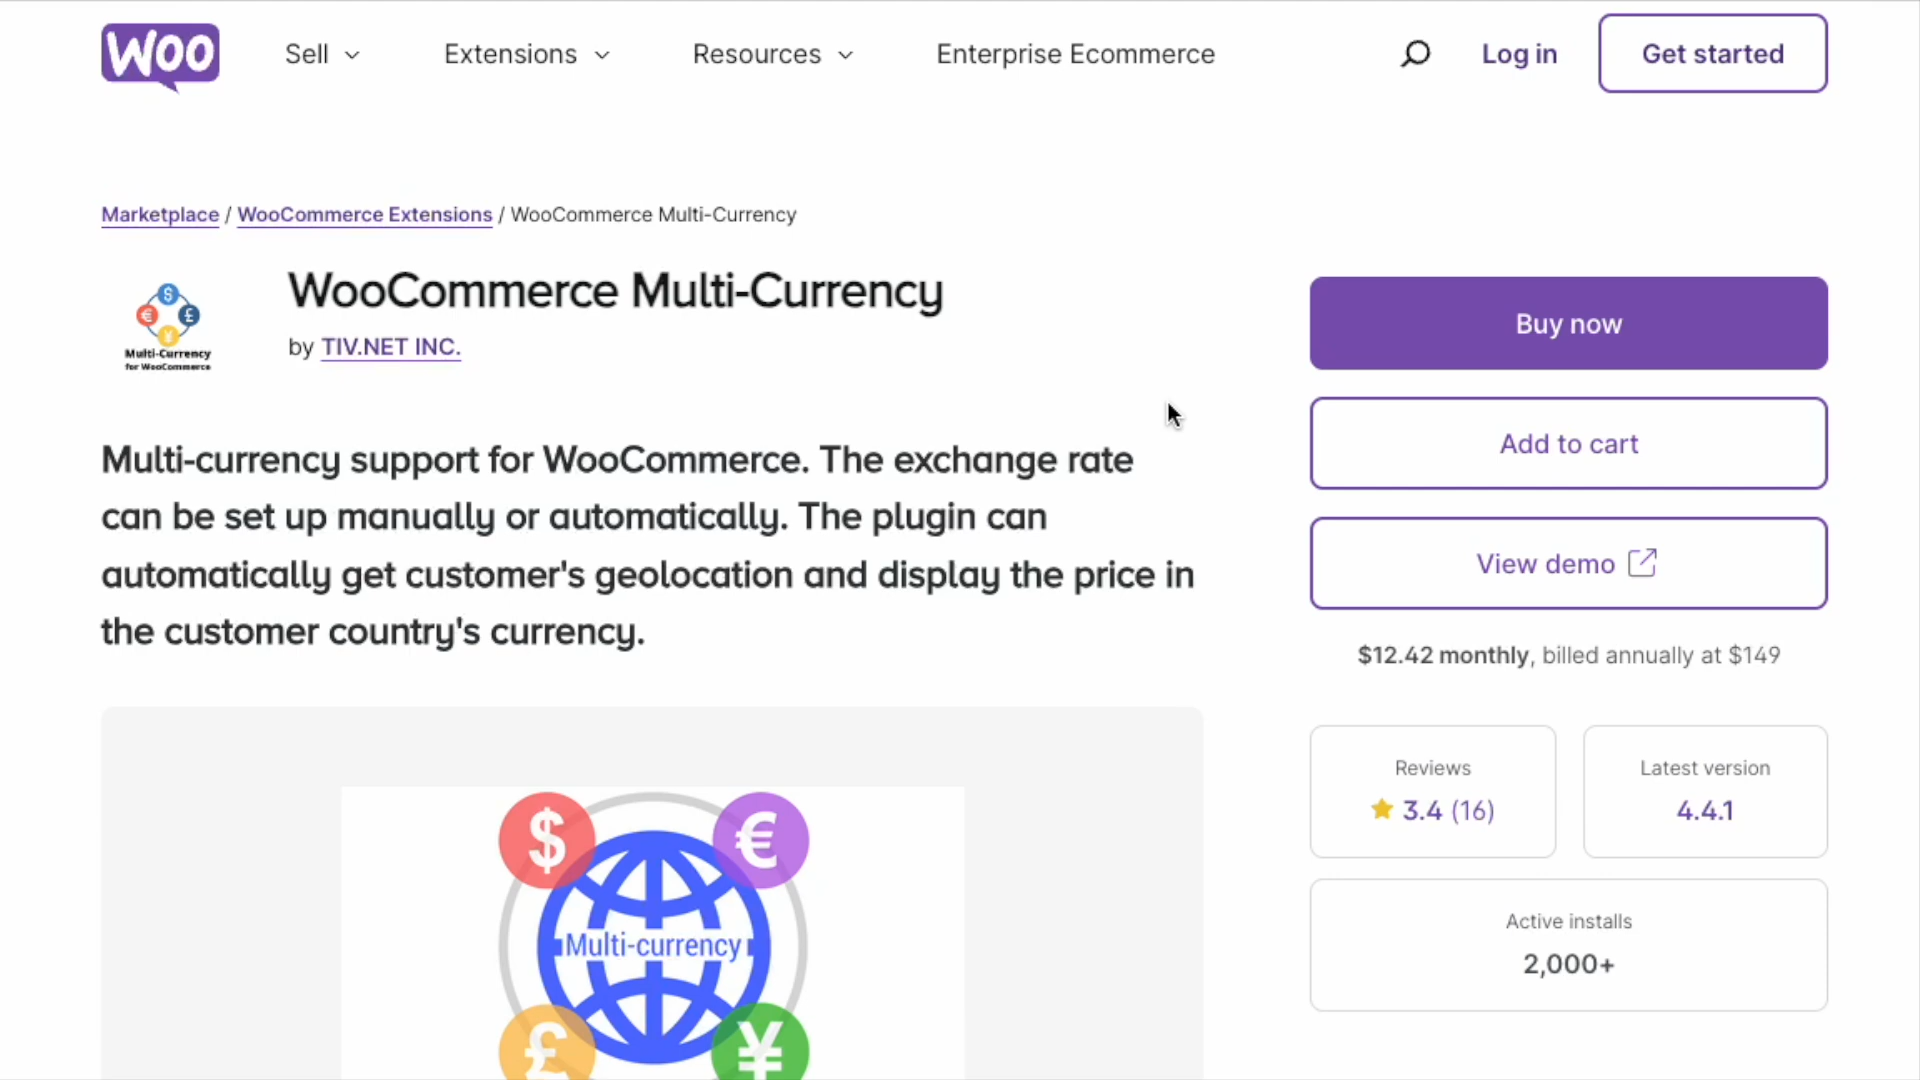 WOO
Sell
Extensions
Resources
Enterprise Ecommerce
Log in
Get started
Marketplace / WooCommerce Extensions / WooCommerce Multi-Currency
$
€ £
¥
Multi-Currency
for WooCommerce
WooCommerce Multi-Currency
by TIV.NET INC.
Multi-currency support for WooCommerce. The exchange rate
can be set up manually or automatically. The plugin can
automatically get customer's geolocation and display the price in
the customer country's currency.
$ €
Multi-currency
£ ¥
Buy now
Add to cart
View demo
$12.42 monthly, billed annually at $149
Reviews
3.4 (16)
Latest version
4.4.1
Active installs
2,000+